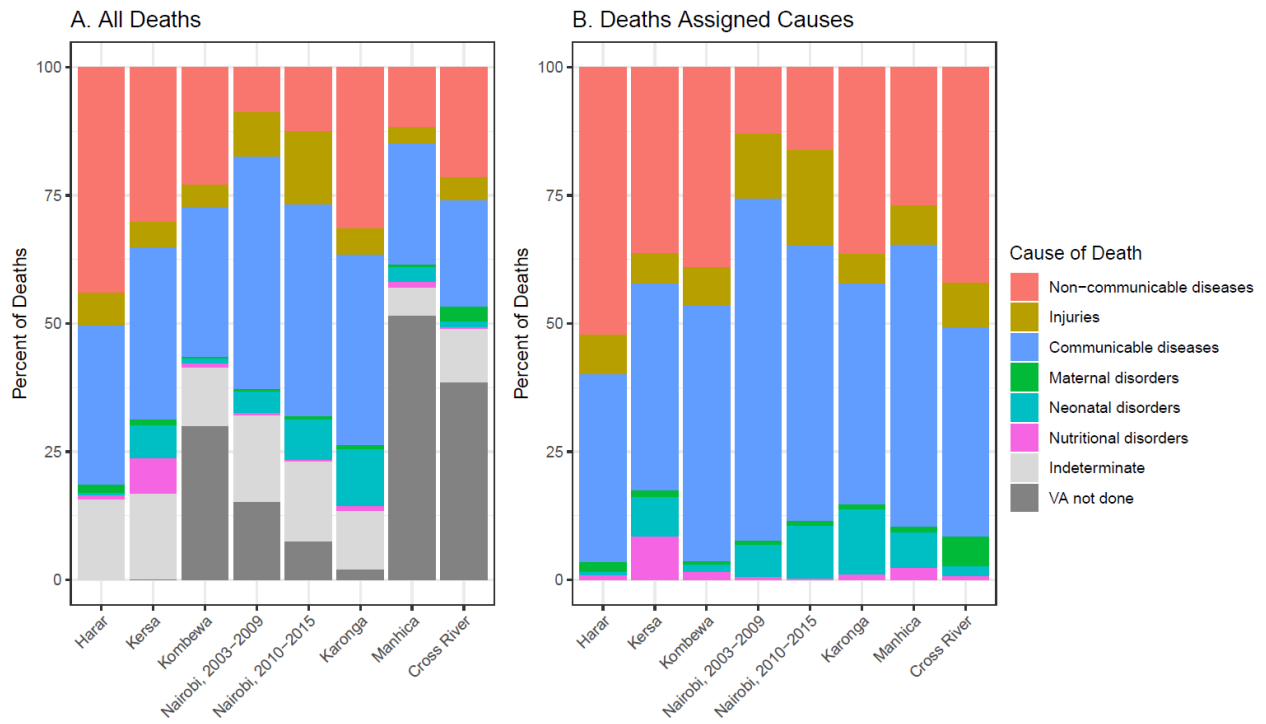 A. All Deaths
Percent of Deaths
100
75
50
25
0
Harar
Kersa
Kombewa
Nairobi, 2003−2009
Nairobi, 2010−2015
Karonga
Manhica
Cross River
B. Deaths Assigned Causes
Percent of Deaths
100
75
50
25
0
Harar
Kersa
Kombewa
Nairobi, 2003−2009
Nairobi, 2010−2015
Karonga
Manhica
Cross River
Cause of Death
Non−communicable diseases
Injuries
Communicable diseases
Maternal disorders
Neonatal disorders
Nutritional disorders
Indeterminate
VA not done